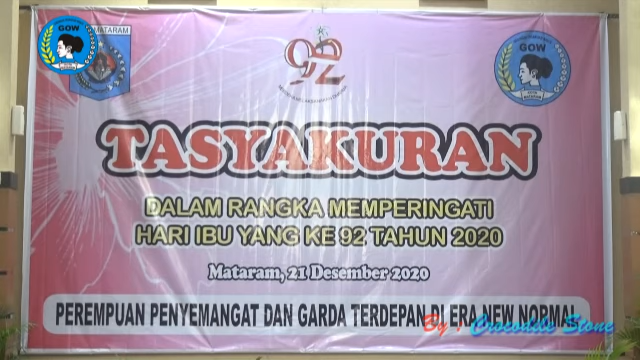 GOW
MATARAM
92
GOW
TASYAKURAN
DALAM RANGKA MEMPERINGATI
HARI IBU YANG KE 92 TAHUN 2020
Mataram, 21 Desember 2020
PEREMPUAN PENYEMANGAT DAN GARDA TERDEPAN DI ERA NEW NORMAL
By : Crocodile Stone